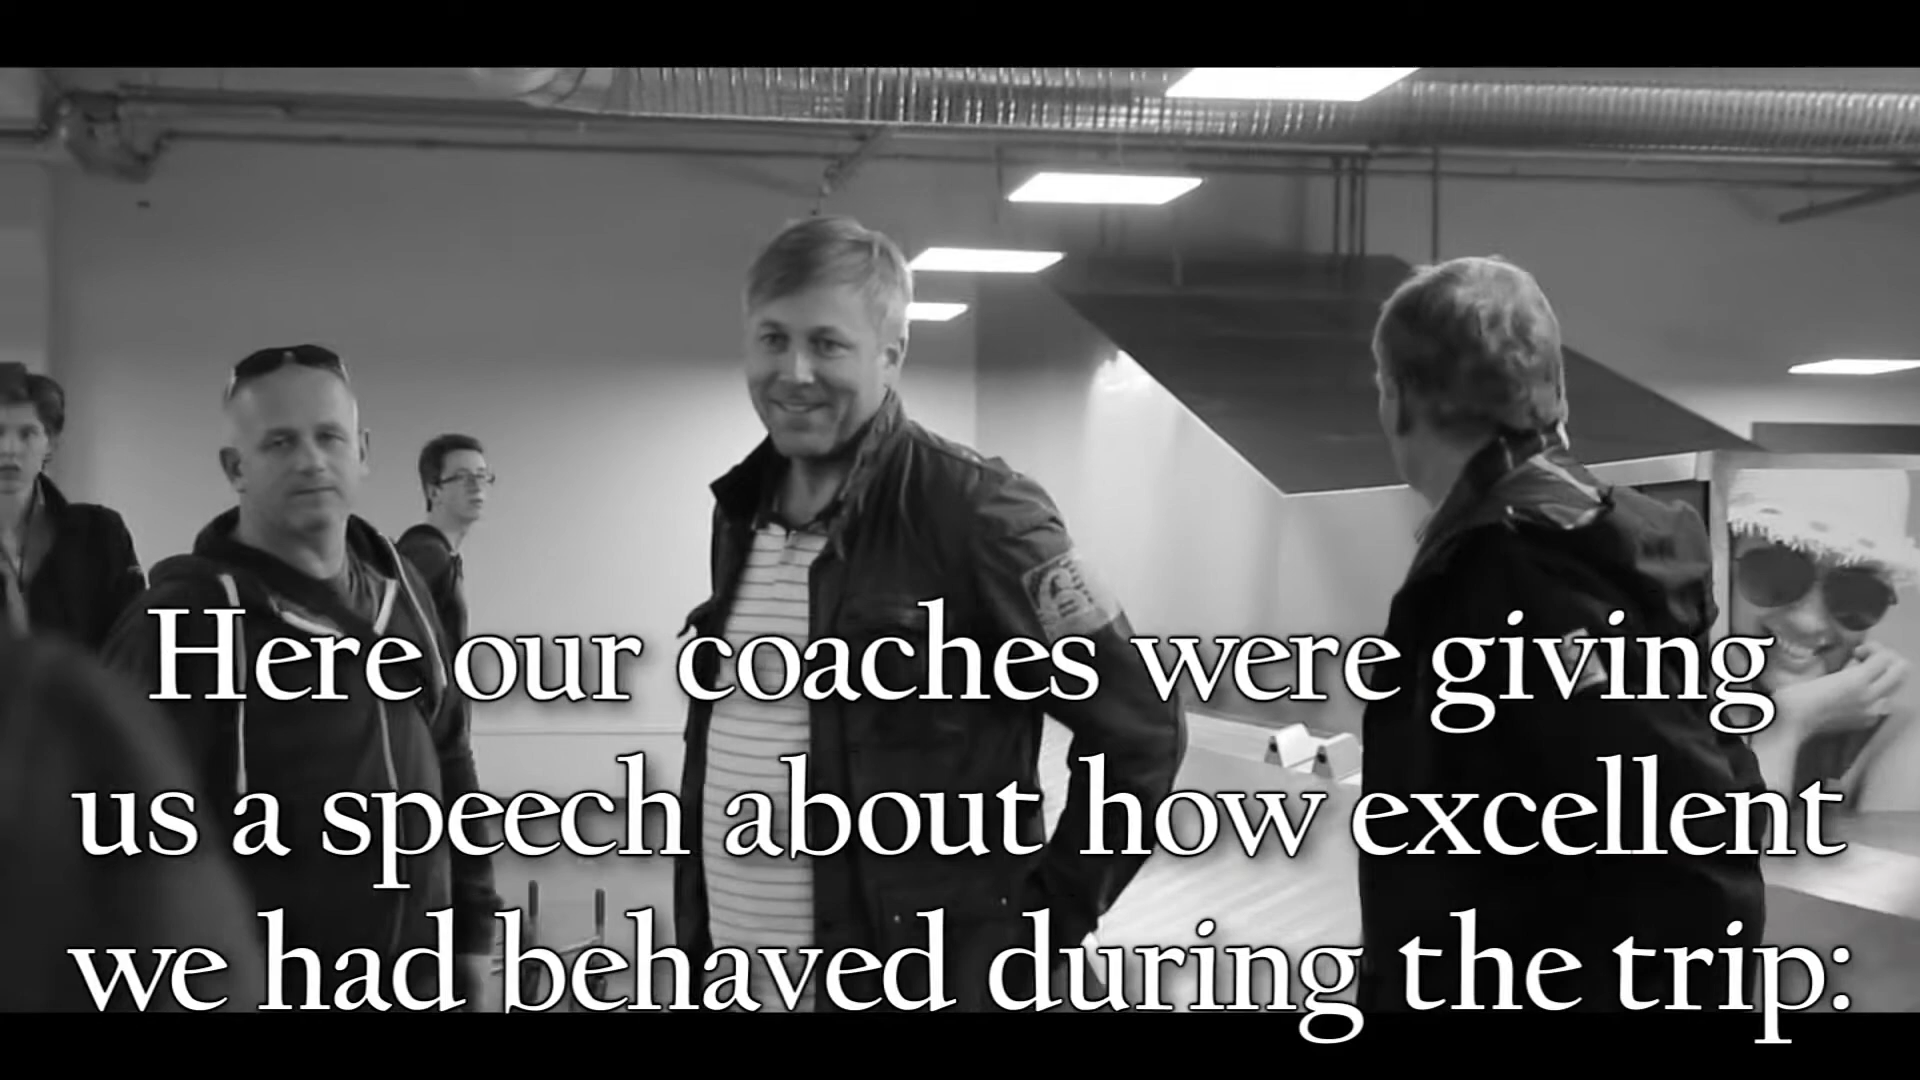 Here our coaches were giving
us a speech about how excellent
we had behaved during the trip: